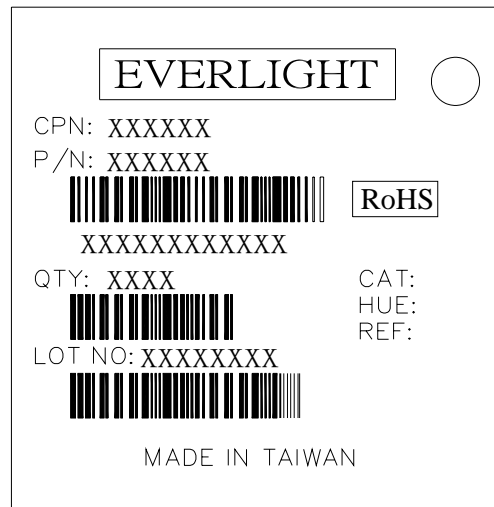 EVERLIGHT
CPN: XXXXXX
P/N: XXXXXX
RoHS
XXXXXXXXXXXX
QTY: XXXX
CAT:
HUE:
REF:
LOT NO: XXXXXXXX
MADE IN TAIWAN